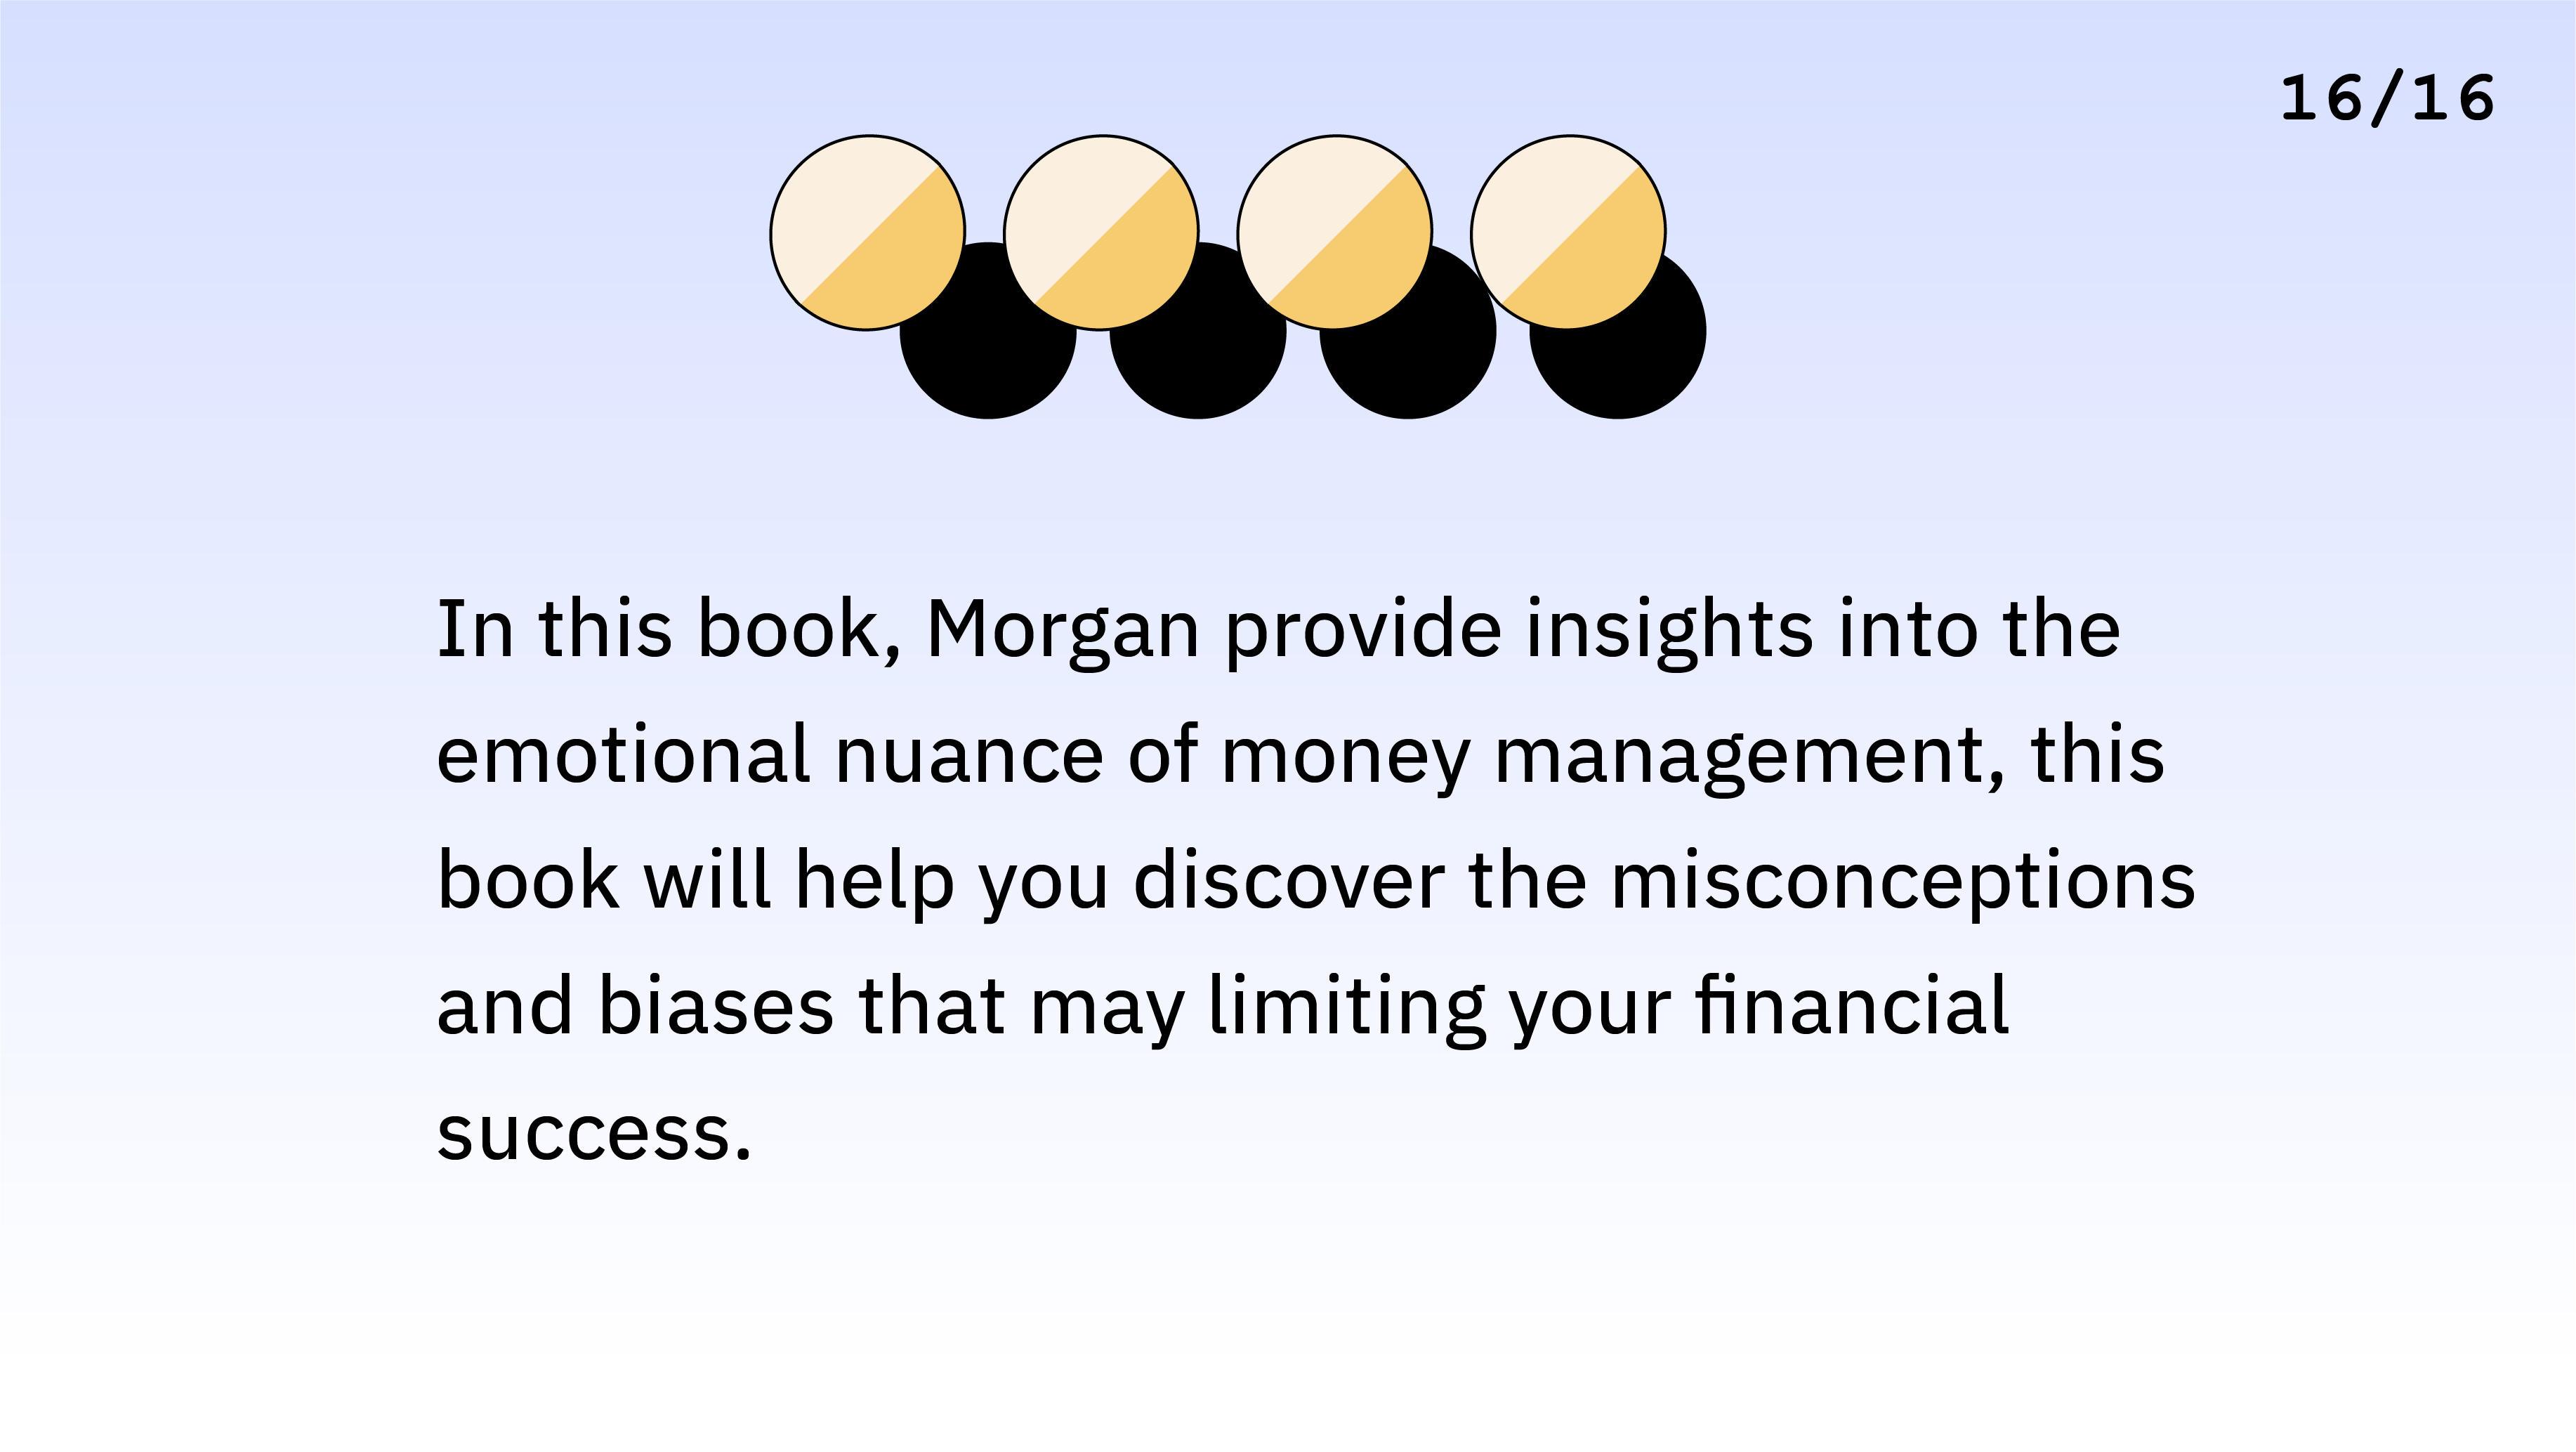 16/16
In this book, Morgan provide insights into the
emotional nuance of money management, this
book will help you discover the misconceptions
and biases that may limiting your financial
success.